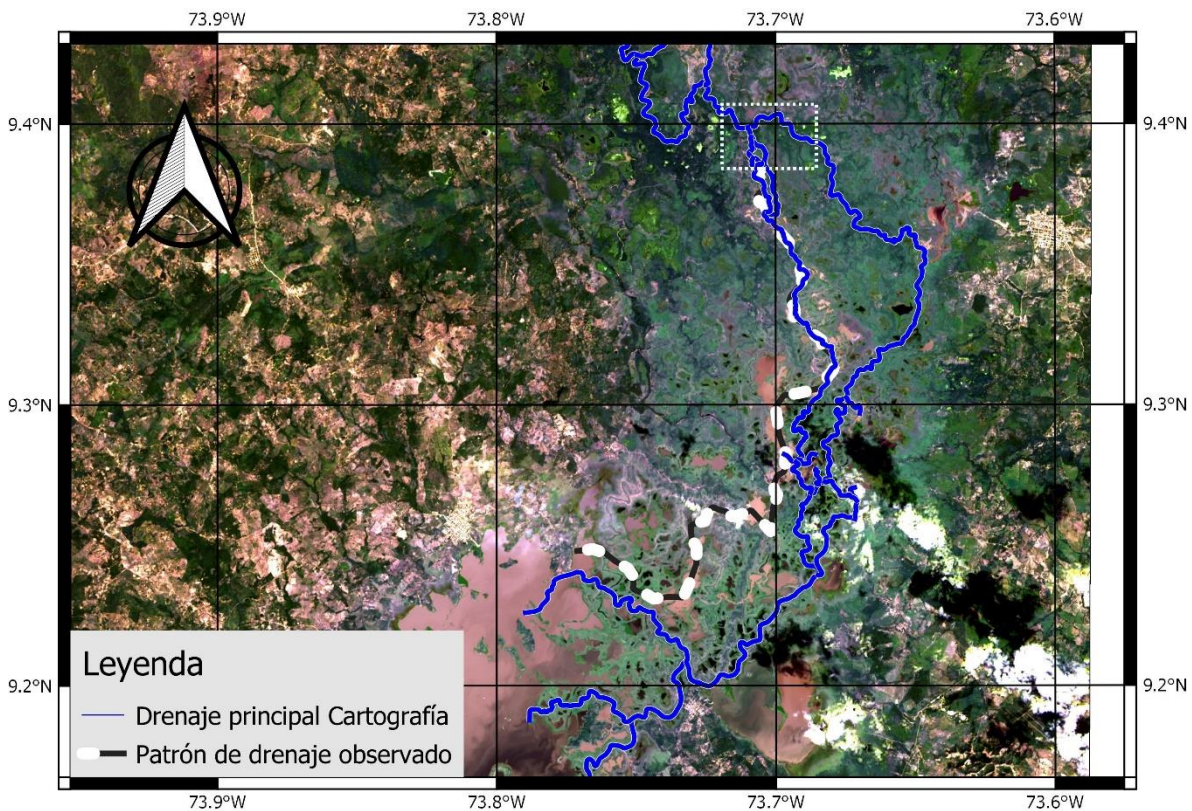 73.9°W 73.8°W 73.7°W 73.6°W
9.4°N 9.4°N
9.3°N 9.3°N
9.2°N 9.2°N
Leyenda
Drenaje principal Cartografía
Patrón de drenaje observado
73.9°W 73.8°W 73.7°W 73.6°W